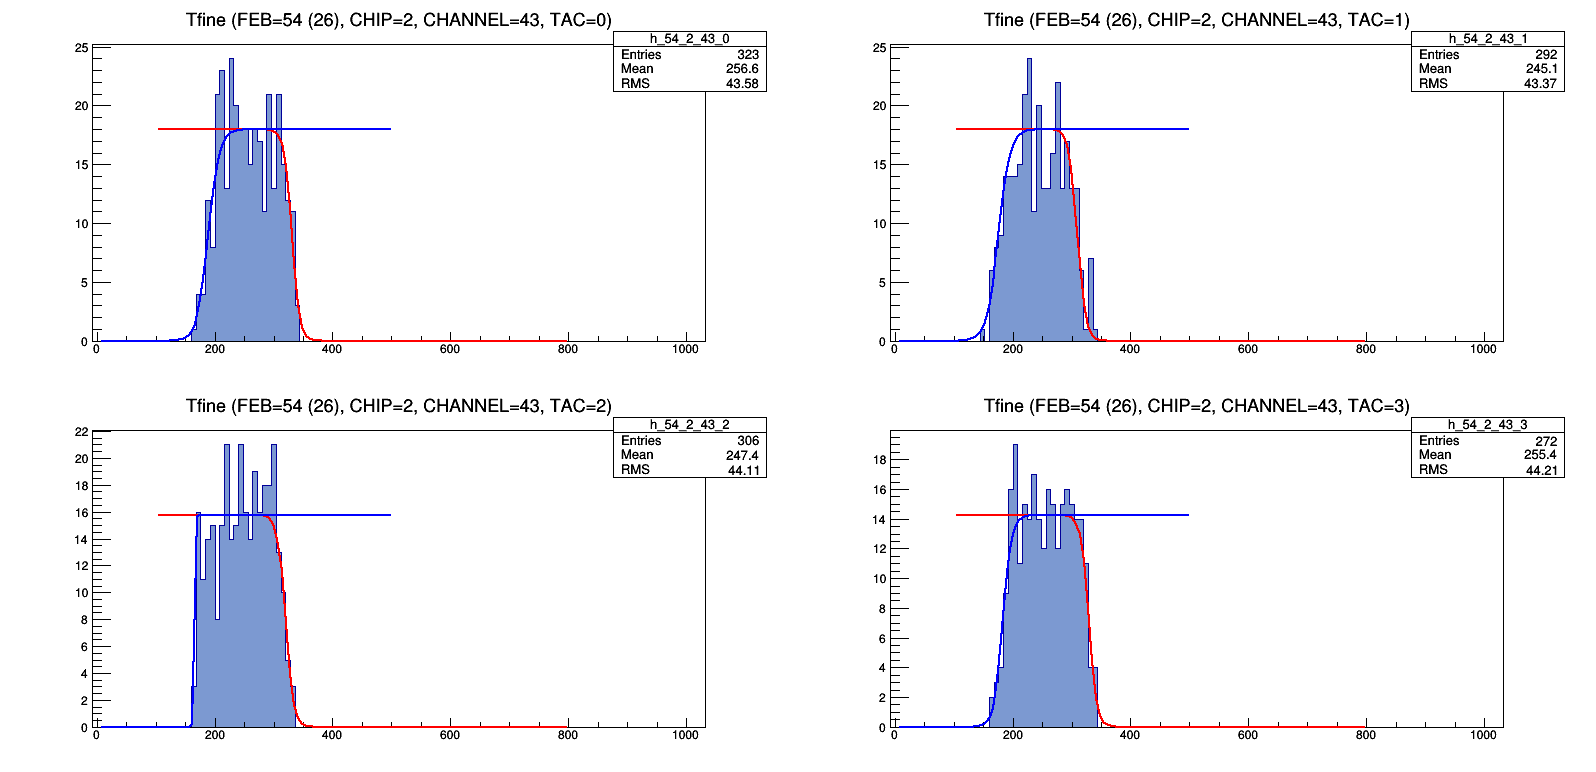 Tfine (FEB=54 (26), CHIP=2, CHANNEL=43, TAC=0)
h_54_2_43_0
Entries 323
Mean 256.6
RMS 43.58
25
20
15
10
5
0
0 200 400 600 800 1000
Tfine (FEB=54 (26), CHIP=2, CHANNEL=43, TAC=1)
h_54_2_43_1
Entries 292
Mean 245.1
RMS 43.37
25
20
15
10
5
0
0 200 400 600 800 1000
Tfine (FEB=54 (26), CHIP=2, CHANNEL=43, TAC=2)
h_54_2_43_2
Entries 306
Mean 247.4
RMS 44.11
22
20
18
16
14
12
10
8
6
4
2
0
0 200 400 600 800 1000
Tfine (FEB=54 (26), CHIP=2, CHANNEL=43, TAC=3)
h_54_2_43_3
Entries 272
Mean 255.4
RMS 44.21
18
16
14
12
10
8
6
4
2
0
0 200 400 600 800 1000